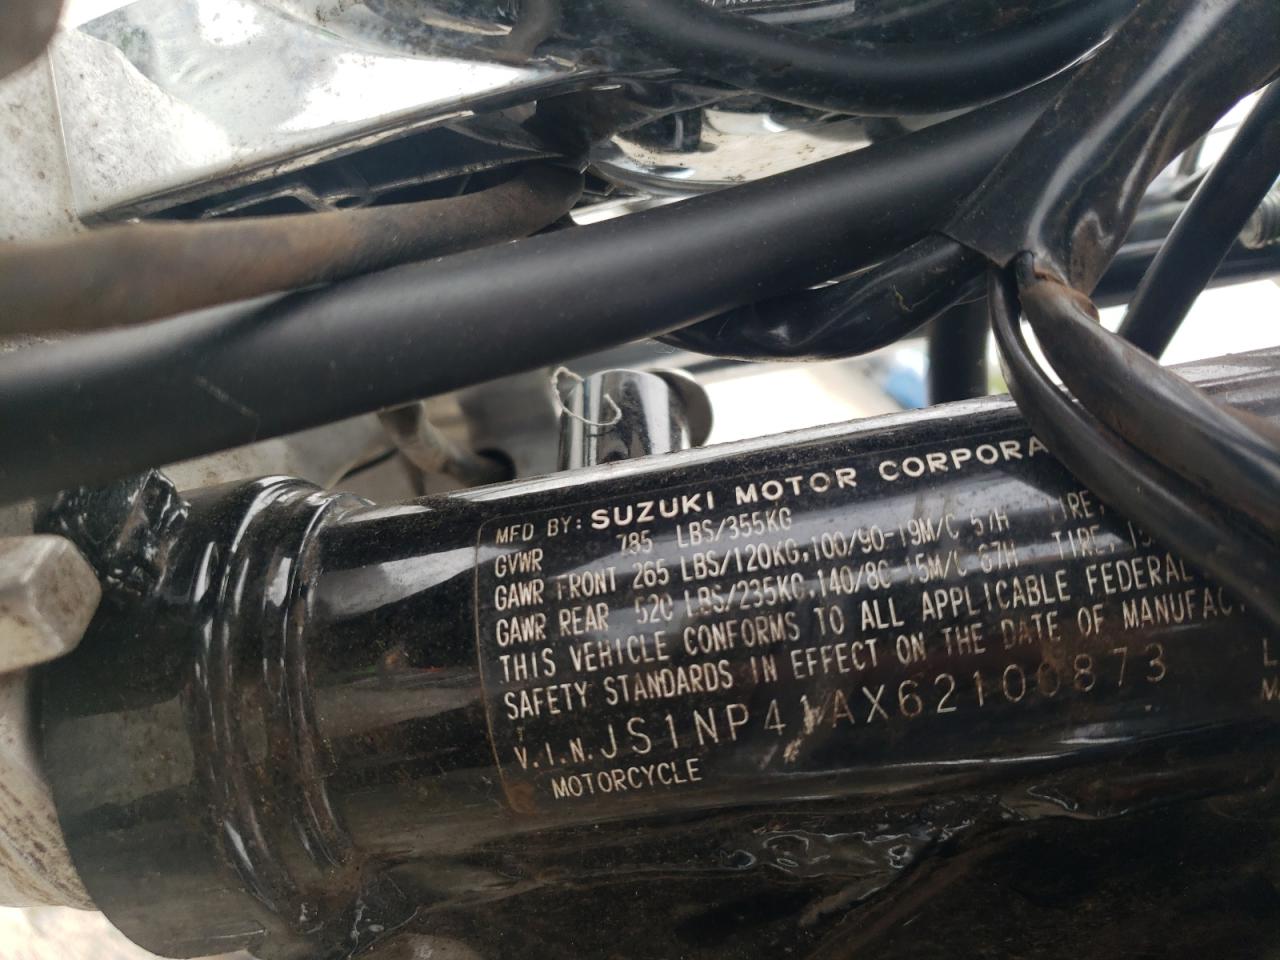 MFD BY: SUZUKI MOTOR CORPORA
GVWR 785 LBS/355KG
GAWR FRONT 265 LBS/120KG, 100/90-19M/C 57H TIRE,
GAWR REAR 520 LBS/235KG, 140/80 15M/C 67H TIRE, 15
THIS VEHICLE CONFORMS TO ALL APPLICABLE FEDERAL
SAFETY STANDARDS IN EFFECT ON THE DATE OF MANUFAC
V.I.N. JS1NP41AX62100873
MOTORCYCLE